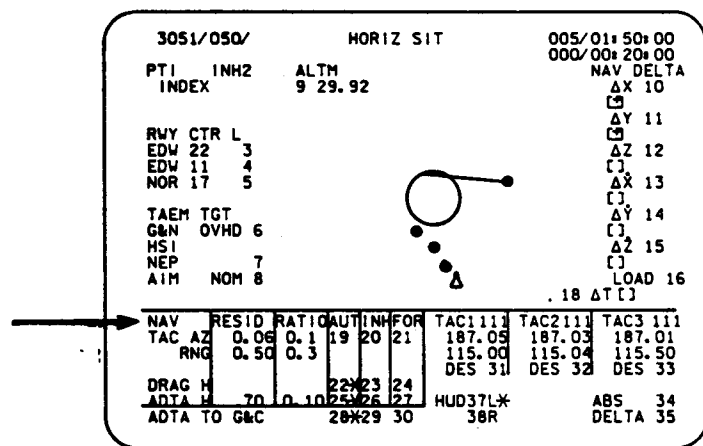 3051/050/ HORIZ SIT 005/01:50:00
000/00:20:00
PTI INH2 ALTM NAV DELTA
INDEX 9 29.92 ΔX 10
[]
ΔY 11
[]
RWY CTR L
EDW 22 3 ΔZ 12
EDW 11 4 []
NOR 17 5 ΔẊ 13
[]
TAEM TGT ΔẎ 14
G&N OVHD 6 []
HSI ΔŻ 15
NEP 7 []
AIM NOM 8 LOAD 16
.18 ΔT[]
NAV RESID RATIO AUT INH FOR TAC1111 TAC2111 TAC3 111
TAC AZ 0.06 0.1 19 20 21 187.05 187.03 187.01
RNG 0.50 0.3 115.00 115.04 115.50
DES 31 DES 32 DES 33
DRAG H 22* 23 24
ADTA H 70 0.10 25* 26 27 HUD37L* ABS 34
ADTA TO G&C 28* 29 30 38R DELTA 35